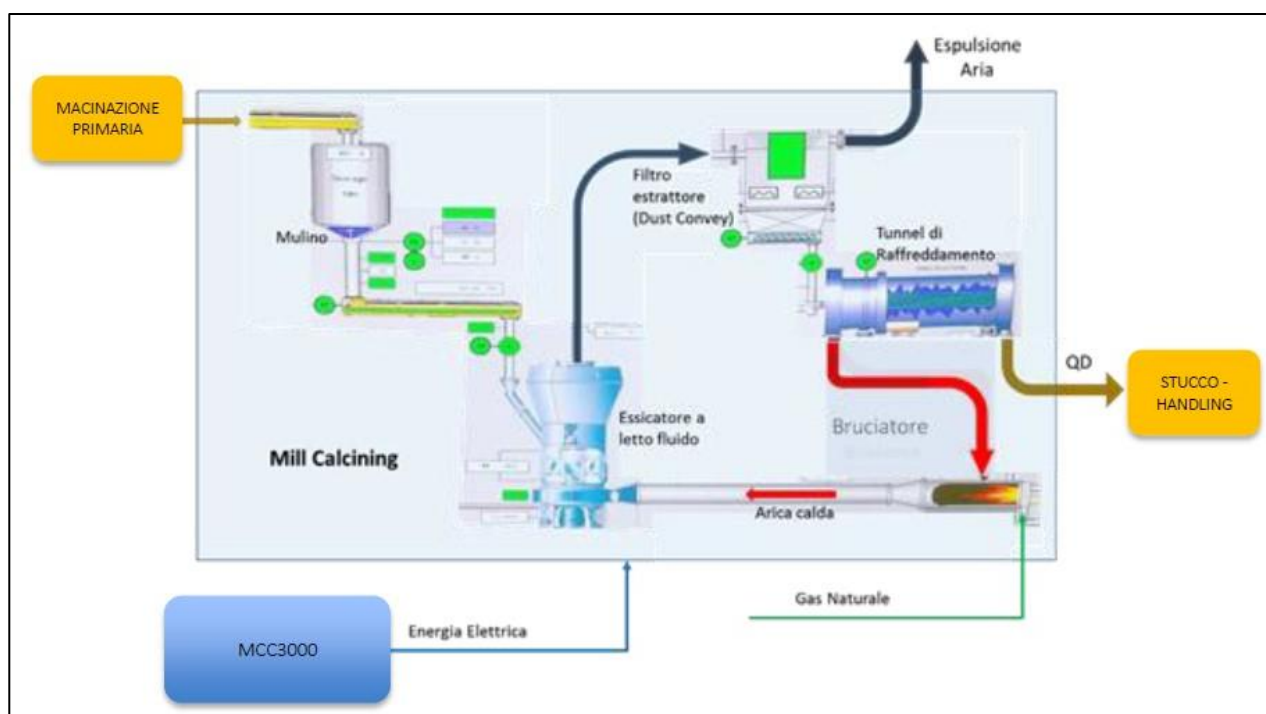 Espulsione
Aria
MACINAZIONE
PRIMARIA
Filtro
estrattore
(Dust Convey)
Mulino
Tunnel di
Raffreddamento
QD
STUCCO -
HANDLING
Essicatore a
letto fluido
Bruciatore
Mill Calcining
Arica calda
Gas Naturale
Energia Elettrica
MCC3000